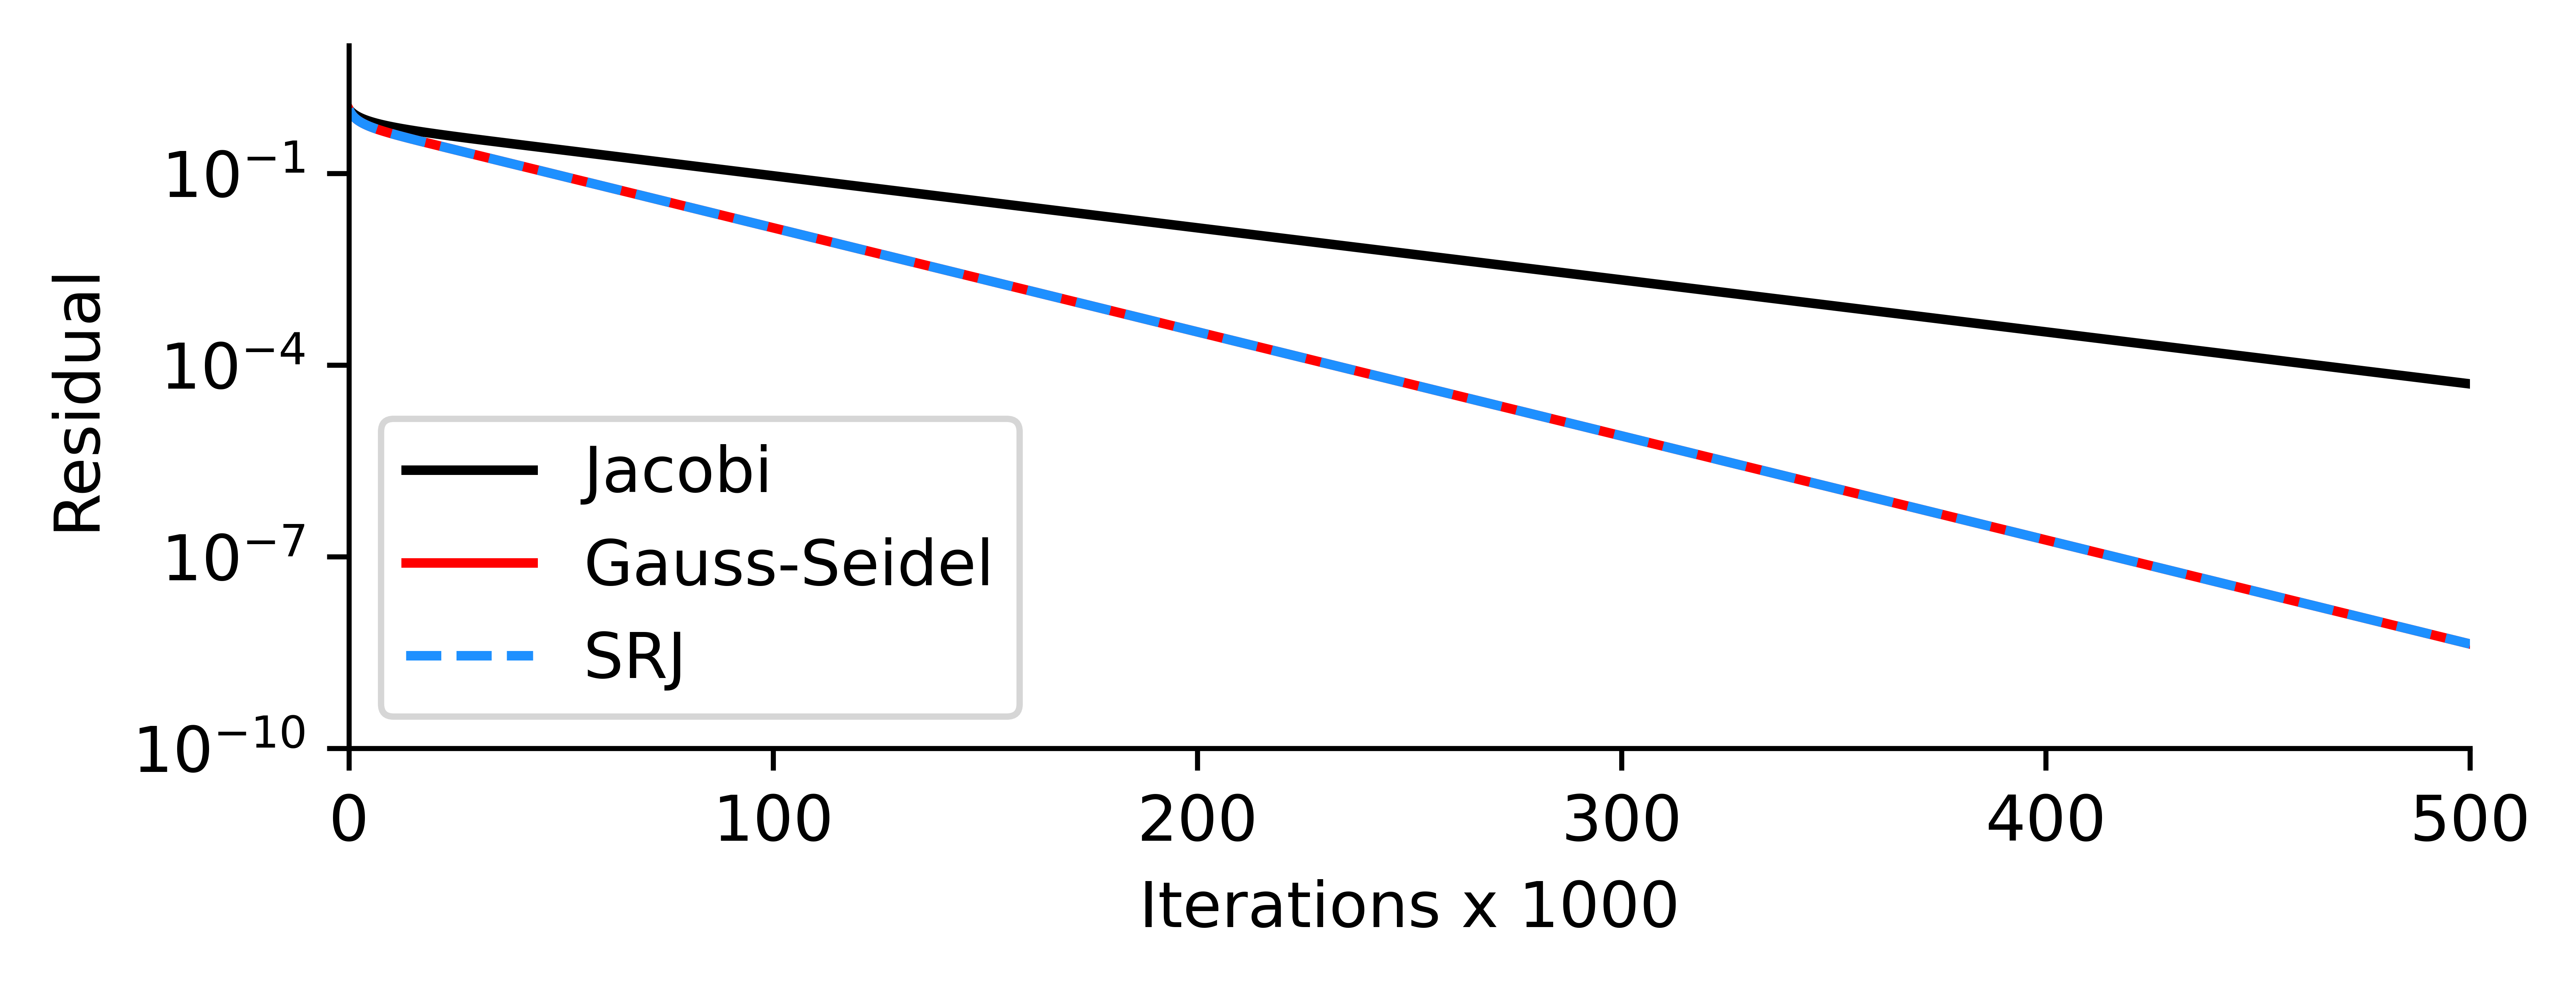 Residual
10⁻¹
10⁻⁴
10⁻⁷
10⁻¹⁰
Jacobi
Gauss-Seidel
SRJ
0 100 200 300 400 500
Iterations x 1000